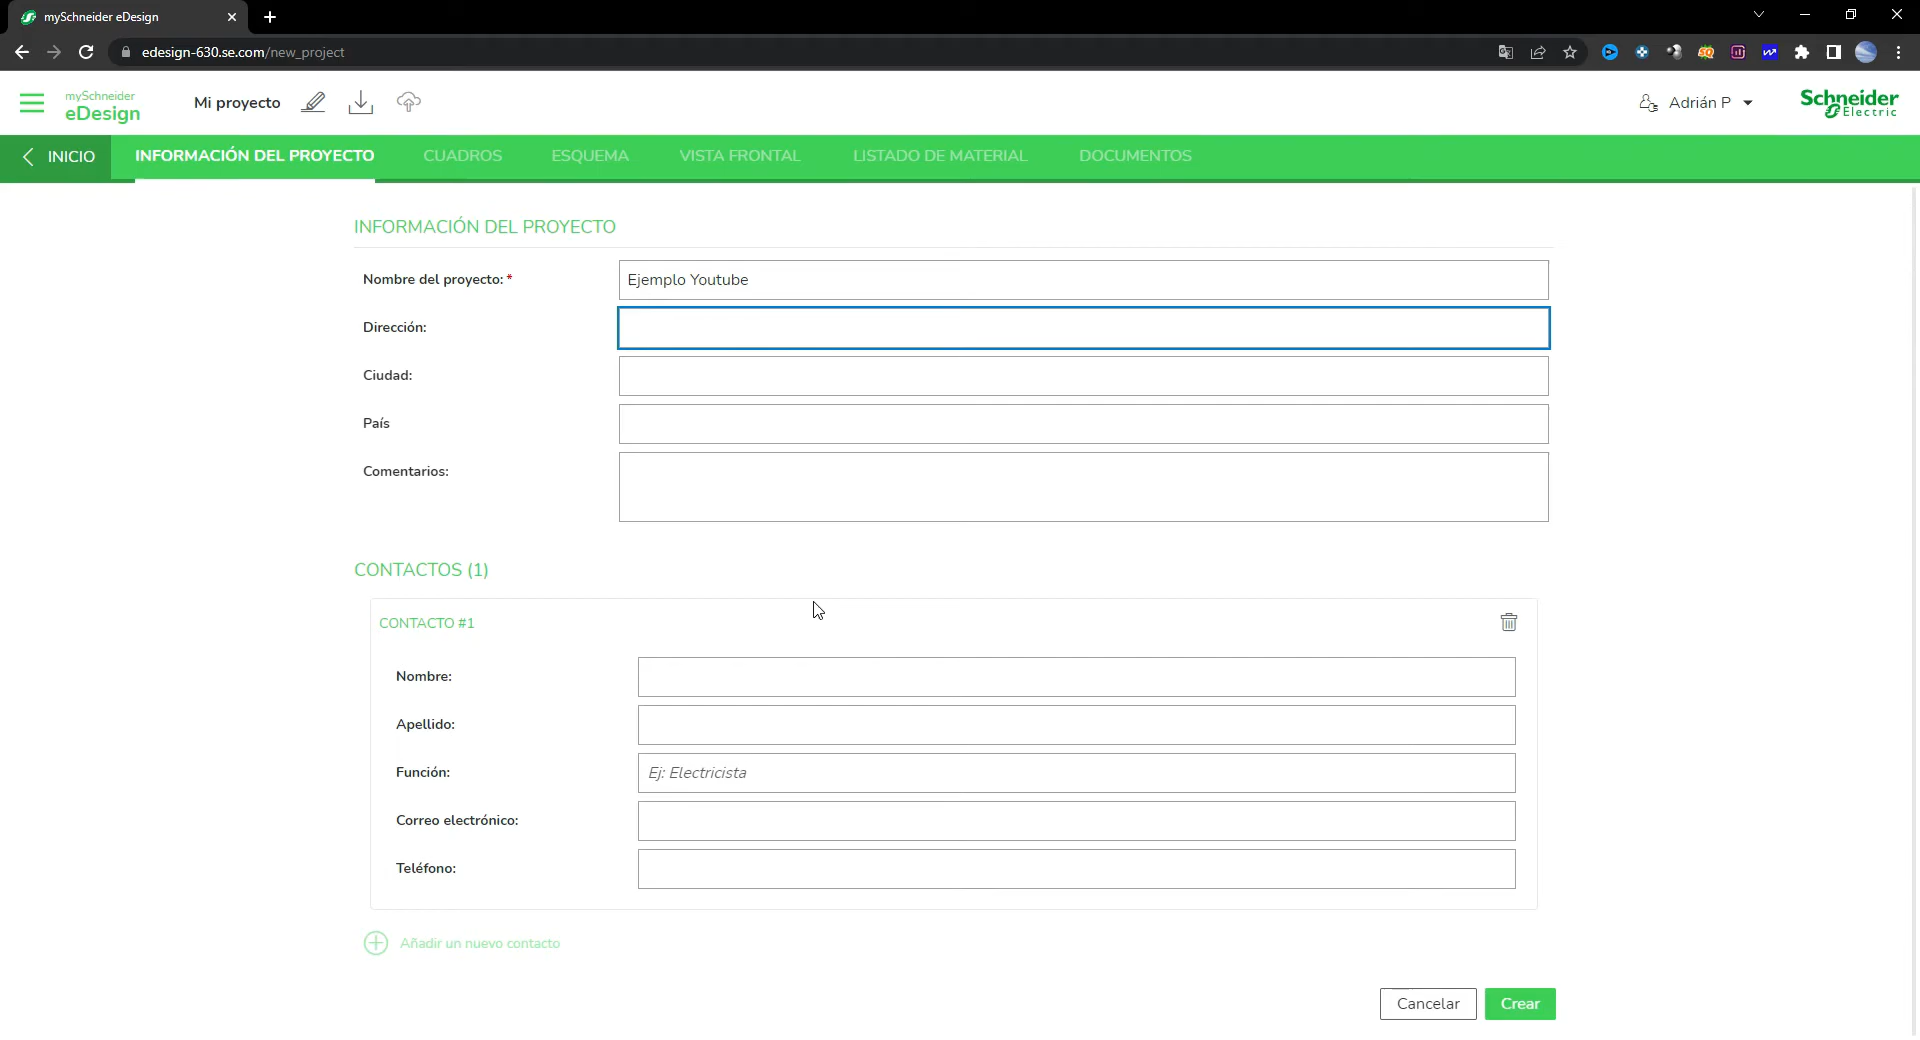 mySchneider eDesign
edesign-630.se.com/new_project
mySchneider
eDesign
Mi proyecto
Adrián P
Schneider
Electric
INICIO
INFORMACIÓN DEL PROYECTO
CUADROS
ESQUEMA
VISTA FRONTAL
LISTADO DE MATERIAL
DOCUMENTOS
INFORMACIÓN DEL PROYECTO
Nombre del proyecto: *
Ejemplo Youtube
Dirección:
Ciudad:
País
Comentarios:
CONTACTOS (1)
CONTACTO #1
Nombre:
Apellido:
Función:
Ej: Electricista
Correo electrónico:
Teléfono:
Añadir un nuevo contacto
Cancelar
Crear